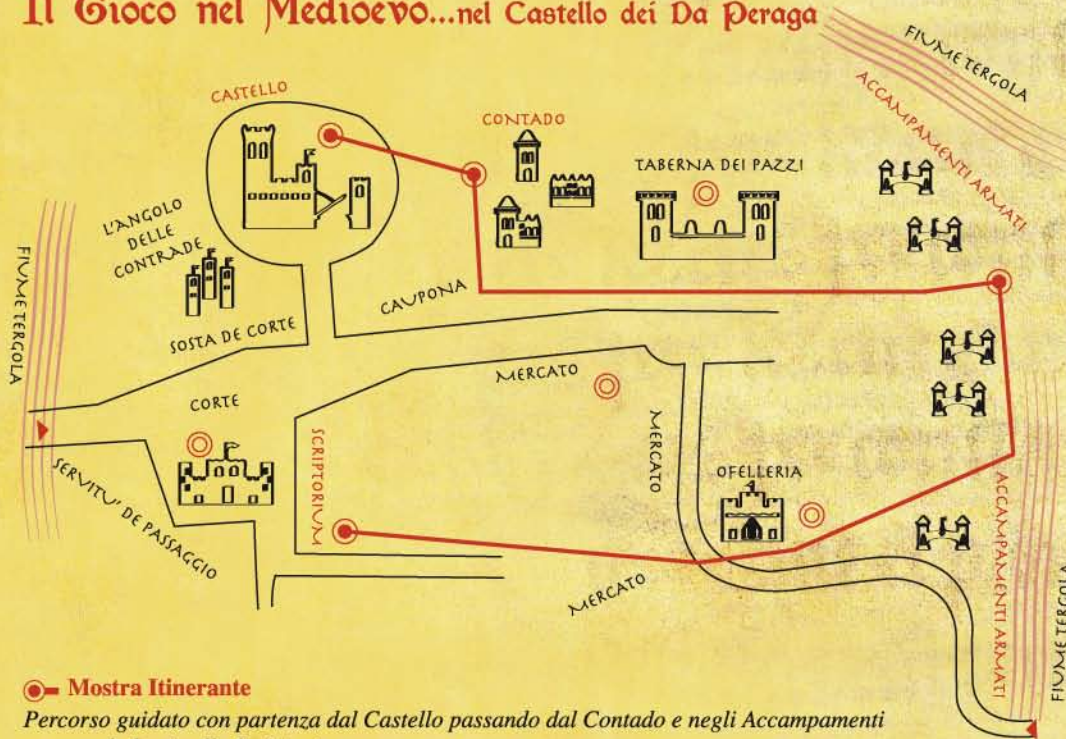 Il Gioco nel Medioevo...nel Castello dei Da Peraga
FIUME TERGOLA
ACCAMPAMENTI ARMATI
CASTELLO
CONTADO
TABERNA DEI PAZZI
L'ANGOLO
DELLE
CONTRADE
FIUME TERGOLA
CAUPONA
SOSTA DE CORTE
MERCATO
CORTE
SCRIPTORIUM
MERCATO
OFELLERIA
SERVITU' DE PASSAGGIO
MERCATO
ACCAMPAMENTI ARMATI
FIUME TERGOLA
Mostra Itinerante
Percorso guidato con partenza dal Castello passando dal Contado e negli Accampamenti